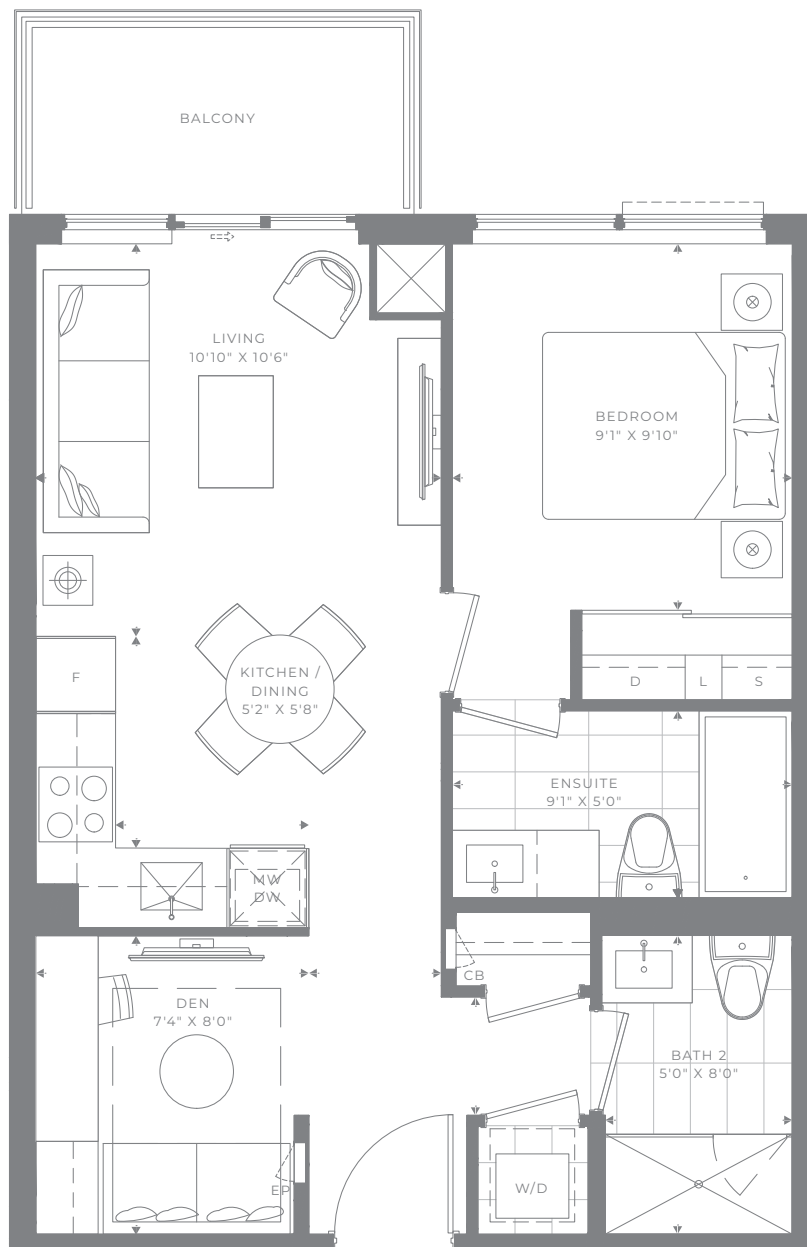 BALCONY
LIVING
10'10" X 10'6"
BEDROOM
9'1" X 9'10"
F
KITCHEN /
DINING
5'2" X 5'8"
D L S
ENSUITE
9'1" X 5'0"
MW
DW
CB
DEN
7'4" X 8'0"
BATH 2
5'0" X 8'0"
EP
W/D